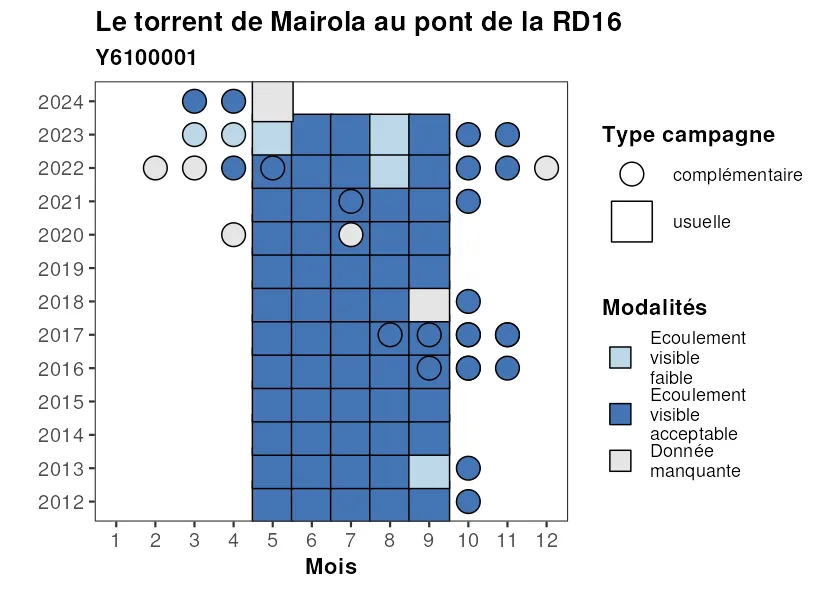 Le torrent de Mairola au pont de la RD16
Y6100001
2024
2023
2022
2021
2020
2019
2018
2017
2016
2015
2014
2013
2012
1 2 3 4 5 6 7 8 9 10 11 12
Mois
Type campagne
complémentaire
usuelle
Modalités
Ecoulement
visible
faible
Ecoulement
visible
acceptable
Donnée
manquante